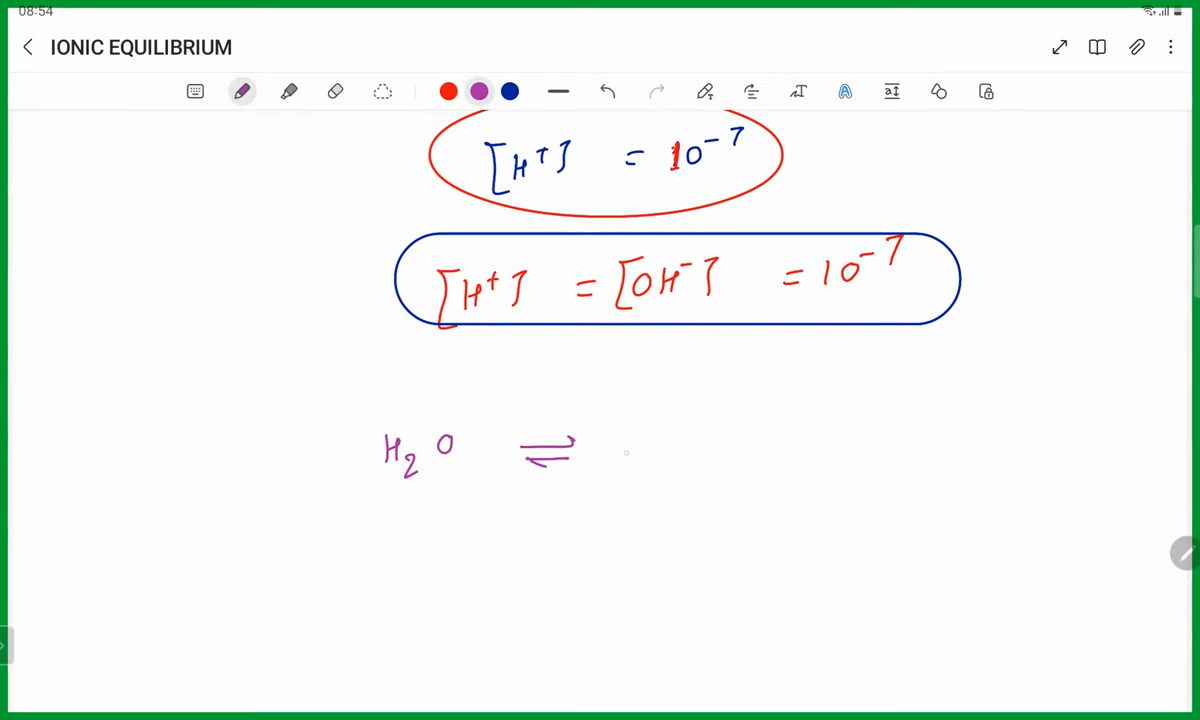 08:54
IONIC EQUILIBRIUM
[H⁺] = 10⁻⁷
[H⁺] = [OH⁻] = 10⁻⁷
H₂O ⇌